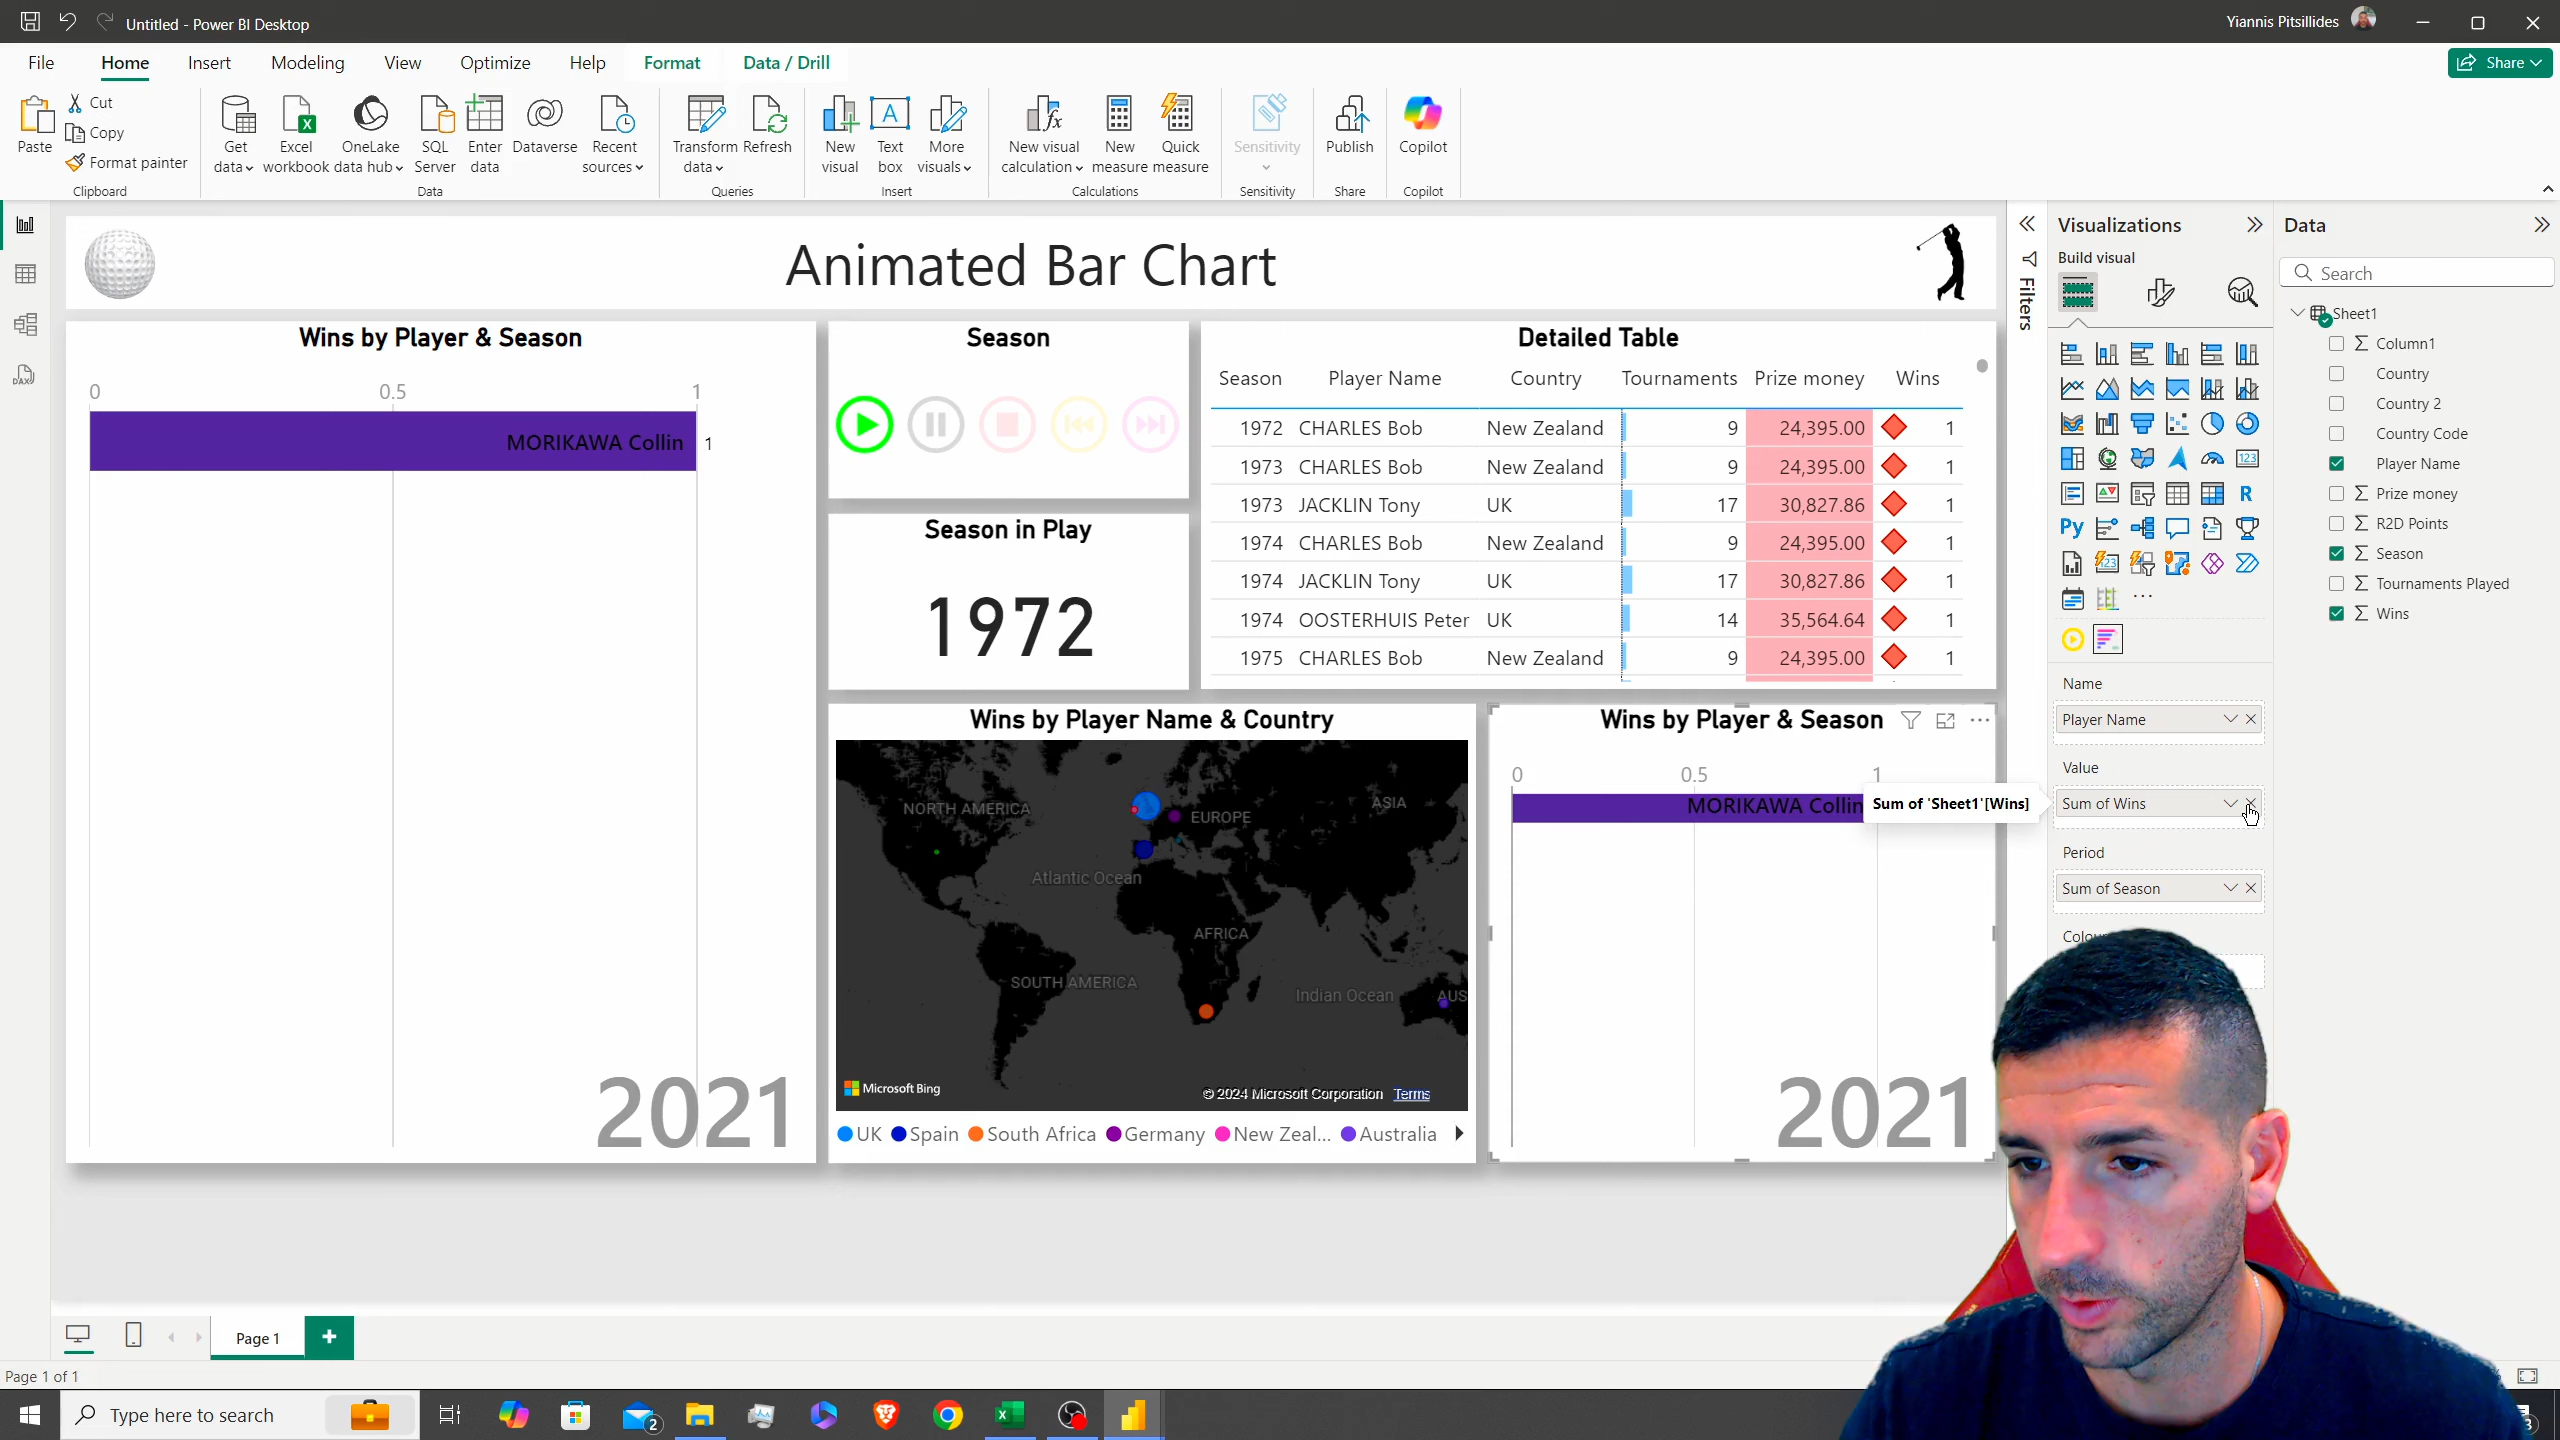 Untitled - Power BI Desktop
Yiannis Pitsillides
File Home Insert Modeling View Optimize Help Format Data / Drill
Share
Paste
Cut
Copy
Format painter
Clipboard
Get data
Excel workbook
OneLake data hub
SQL Server
Enter data
Dataverse
Recent sources
Data
Transform data
Refresh
Queries
New visual
Text box
More visuals
Insert
New visual calculation
New measure
Quick measure
Calculations
Sensitivity
Sensitivity
Publish
Share
Copilot
Copilot
DAX
Animated Bar Chart
Wins by Player & Season
0 0.5 1
MORIKAWA Collin 1
2021
Season
Season in Play
1972
Detailed Table
Season Player Name Country Tournaments Prize money Wins
1972 CHARLES Bob New Zealand 9 24,395.00 1
1973 CHARLES Bob New Zealand 9 24,395.00 1
1973 JACKLIN Tony UK 17 30,827.86 1
1974 CHARLES Bob New Zealand 9 24,395.00 1
1974 JACKLIN Tony UK 17 30,827.86 1
1974 OOSTERHUIS Peter UK 14 35,564.64 1
1975 CHARLES Bob New Zealand 9 24,395.00 1
Wins by Player Name & Country
NORTH AMERICA
EUROPE
ASIA
Atlantic Ocean
AFRICA
SOUTH AMERICA
Indian Ocean
AUS
Microsoft Bing
© 2024 Microsoft Corporation Terms
UK Spain South Africa Germany New Zeal... Australia
Wins by Player & Season
0 0.5 1
MORIKAWA Collin
Sum of 'Sheet1'[Wins]
2021
Filters
Visualizations
Build visual
123
R
Py
123
Name
Player Name
Value
Sum of Wins
Period
Sum of Season
Data
Search
Sheet1
Column1
Country
Country 2
Country Code
Player Name
Prize money
R2D Points
Season
Tournaments Played
Wins
Page 1
Page 1 of 1
Type here to search
2
3